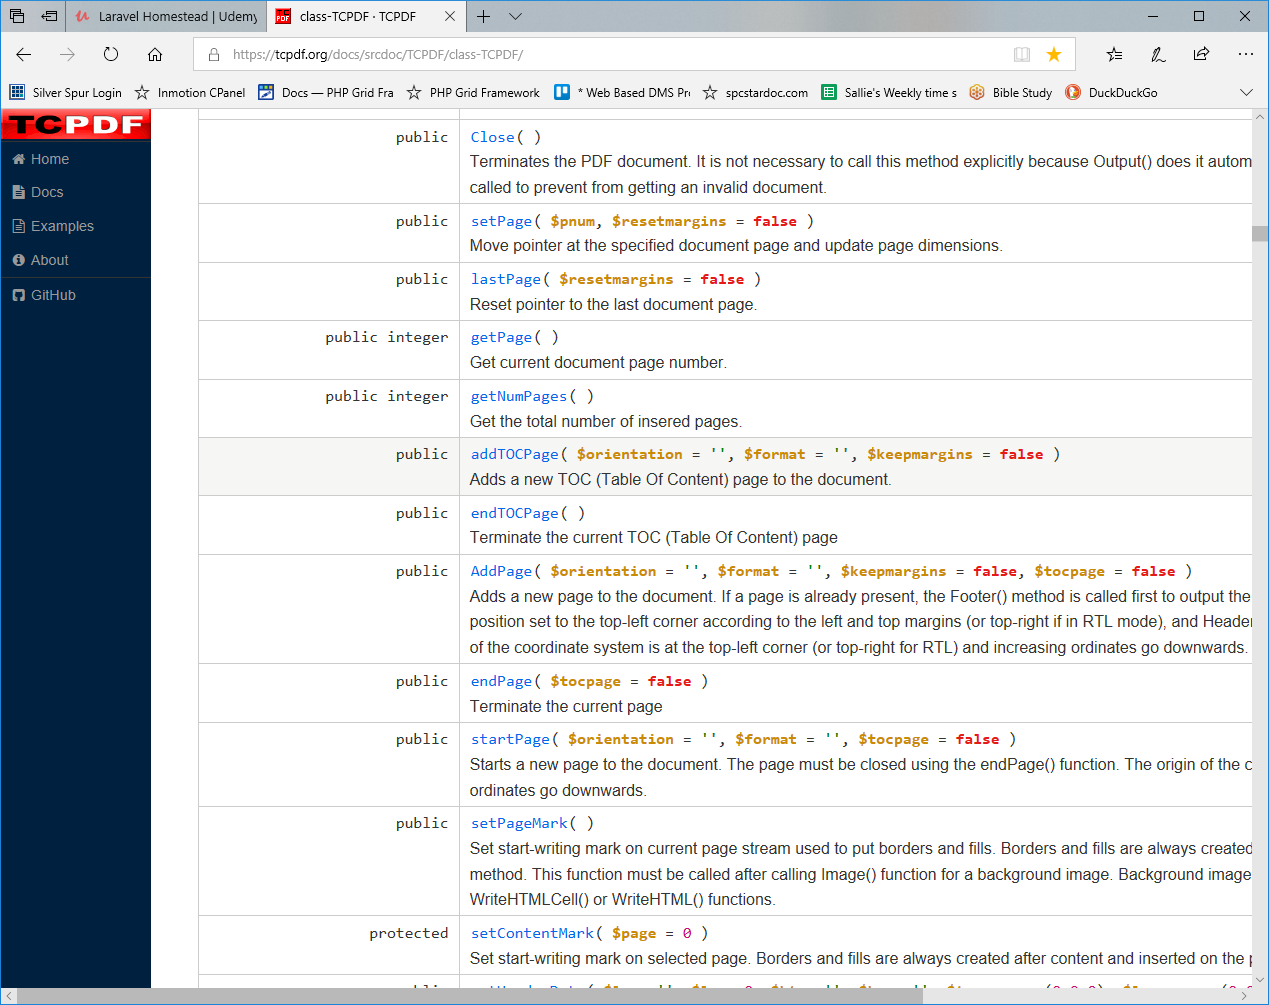 Laravel Homestead | Udemy
class-TCPDF · TCPDF
https://tcpdf.org/docs/srcdoc/TCPDF/class-TCPDF/
Silver Spur Login
Inmotion CPanel
Docs — PHP Grid Fra
PHP Grid Framework
* Web Based DMS Pr
spcstardoc.com
Sallie's Weekly time s
Bible Study
DuckDuckGo
TCPDF
Home
Docs
Examples
About
GitHub
public Close( )
Terminates the PDF document. It is not necessary to call this method explicitly because Output() does it autom
called to prevent from getting an invalid document.
public setPage( $pnum, $resetmargins = false )
Move pointer at the specified document page and update page dimensions.
public lastPage( $resetmargins = false )
Reset pointer to the last document page.
public integer getPage( )
Get current document page number.
public integer getNumPages( )
Get the total number of insered pages.
public addTOCPage( $orientation = '', $format = '', $keepmargins = false )
Adds a new TOC (Table Of Content) page to the document.
public endTOCPage( )
Terminate the current TOC (Table Of Content) page
public AddPage( $orientation = '', $format = '', $keepmargins = false, $tocpage = false )
Adds a new page to the document. If a page is already present, the Footer() method is called first to output the
position set to the top-left corner according to the left and top margins (or top-right if in RTL mode), and Header
of the coordinate system is at the top-left corner (or top-right for RTL) and increasing ordinates go downwards.
public endPage( $tocpage = false )
Terminate the current page
public startPage( $orientation = '', $format = '', $tocpage = false )
Starts a new page to the document. The page must be closed using the endPage() function. The origin of the c
ordinates go downwards.
public setPageMark( )
Set start-writing mark on current page stream used to put borders and fills. Borders and fills are always created
method. This function must be called after calling Image() function for a background image. Background image
WriteHTMLCell() or WriteHTML() functions.
protected setContentMark( $page = 0 )
Set start-writing mark on selected page. Borders and fills are always created after content and inserted on the p